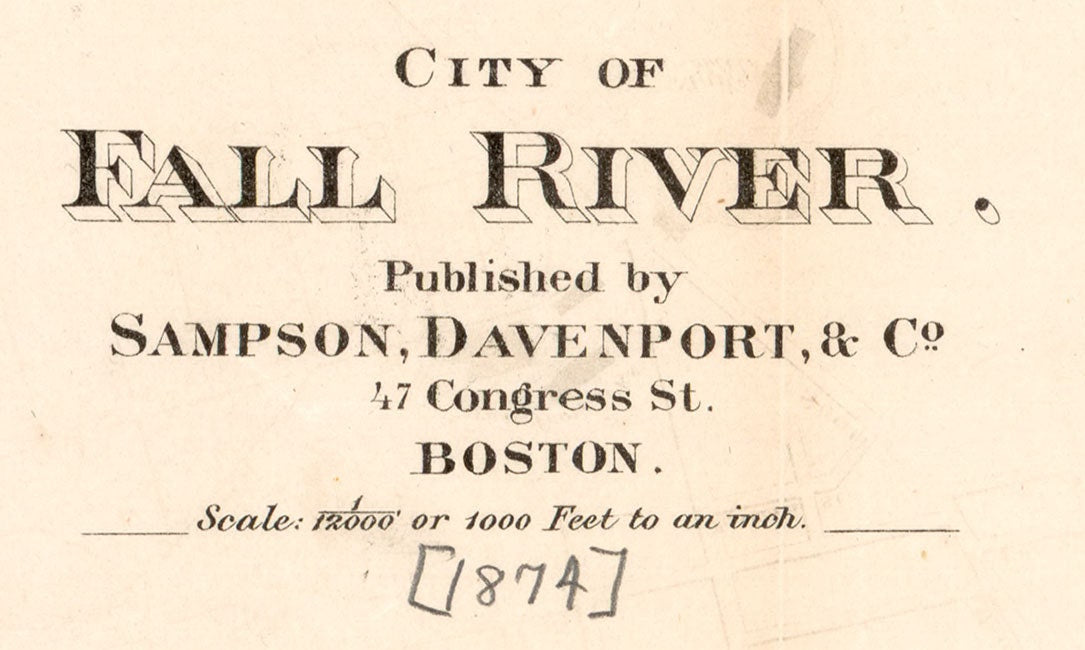 CITY OF
FALL RIVER.
Published by
SAMPSON, DAVENPORT, & Co.
47 Congress St.
BOSTON.
Scale: 1/12000 or 1000 Feet to an inch.
[1874]